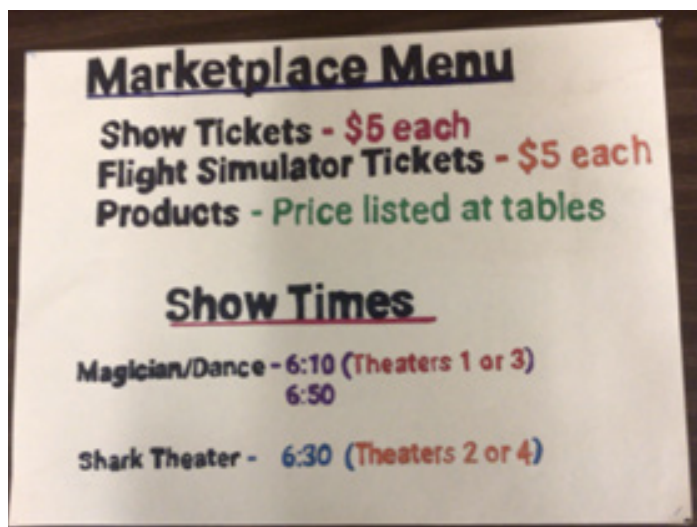 Marketplace Menu
Show Tickets - $5 each
Flight Simulator Tickets - $5 each
Products - Price listed at tables
Show Times
Magician/Dance - 6:10 (Theaters 1 or 3)
6:50
Shark Theater - 6:30 (Theaters 2 or 4)